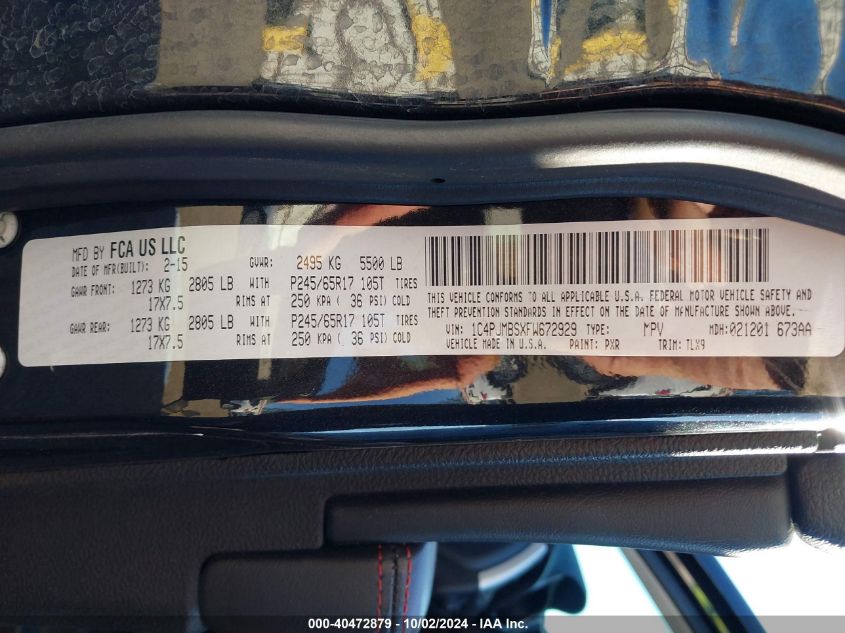 MFD BY FCA US LLC
DATE OF MFR(BUILT): 2-15 GVWR: 2495 KG 5500 LB
GAWR FRONT: 1273 KG 2805 LB WITH P245/65R17 105T TIRES
17X7.5 RIMS AT 250 KPA ( 36 PSI) COLD
GAWR REAR: 1273 KG 2805 LB WITH P245/65R17 105T TIRES
17X7.5 RIMS AT 250 KPA ( 36 PSI) COLD
THIS VEHICLE CONFORMS TO ALL APPLICABLE U.S.A. FEDERAL MOTOR VEHICLE SAFETY AND
THEFT PREVENTION STANDARDS IN EFFECT ON THE DATE OF MANUFACTURE SHOWN ABOVE.
VIN: 1C4PJMBSXFW672929 TYPE: MPV MDH:021201 673AA
VEHICLE MADE IN U.S.A. PAINT: PXR TRIM: TLX9
000-40472879 - 10/02/2024 - IAA Inc.